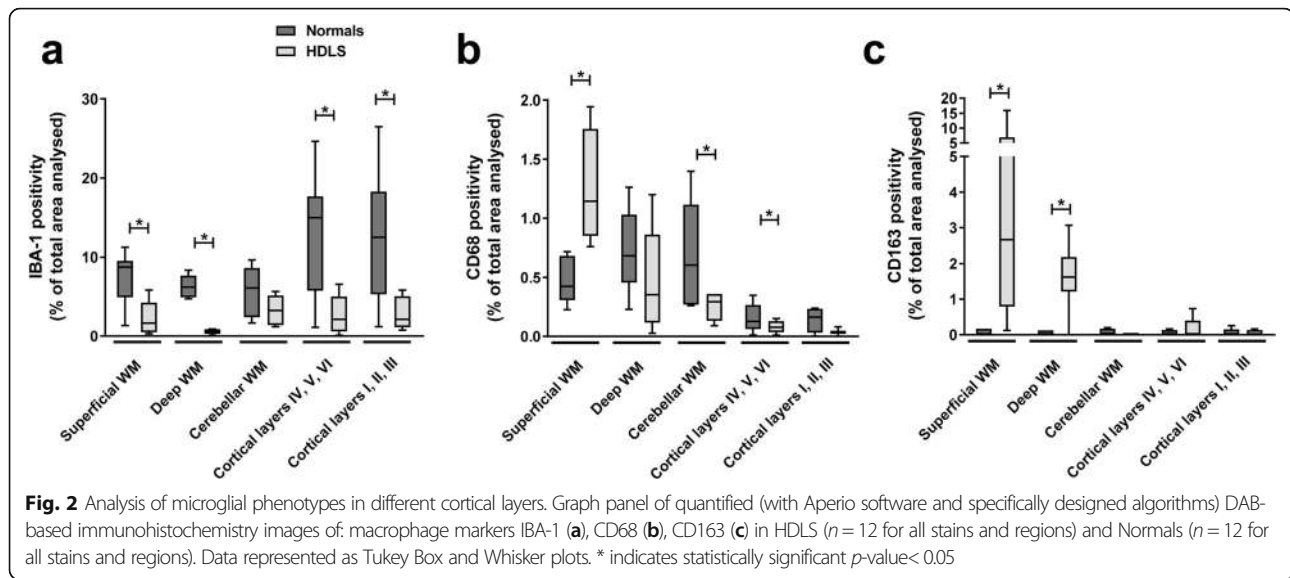 Normals
HDLS
a
IBA-1 positivity
(% of total area analysed)
30
20
10
0
*
*
*
*
Superficial WM
Deep WM
Cerebellar WM
Cortical layers IV, V, VI
Cortical layers I, II, III
b
CD68 positivity
(% of total area analysed)
2.0
1.5
1.0
0.5
0.0
*
*
*
Superficial WM
Deep WM
Cerebellar WM
Cortical layers IV, V, VI
Cortical layers I, II, III
c
CD163 positivity
(% of total area analysed)
20
15
10
5
5
4
3
2
1
0
*
*
Superficial WM
Deep WM
Cerebellar WM
Cortical layers IV, V, VI
Cortical layers I, II, III
Fig. 2 Analysis of microglial phenotypes in different cortical layers. Graph panel of quantified (with Aperio software and specifically designed algorithms) DAB-
based immunohistochemistry images of: macrophage markers IBA-1 (a), CD68 (b), CD163 (c) in HDLS (n = 12 for all stains and regions) and Normals (n = 12 for
all stains and regions). Data represented as Tukey Box and Whisker plots. * indicates statistically significant p-value< 0.05